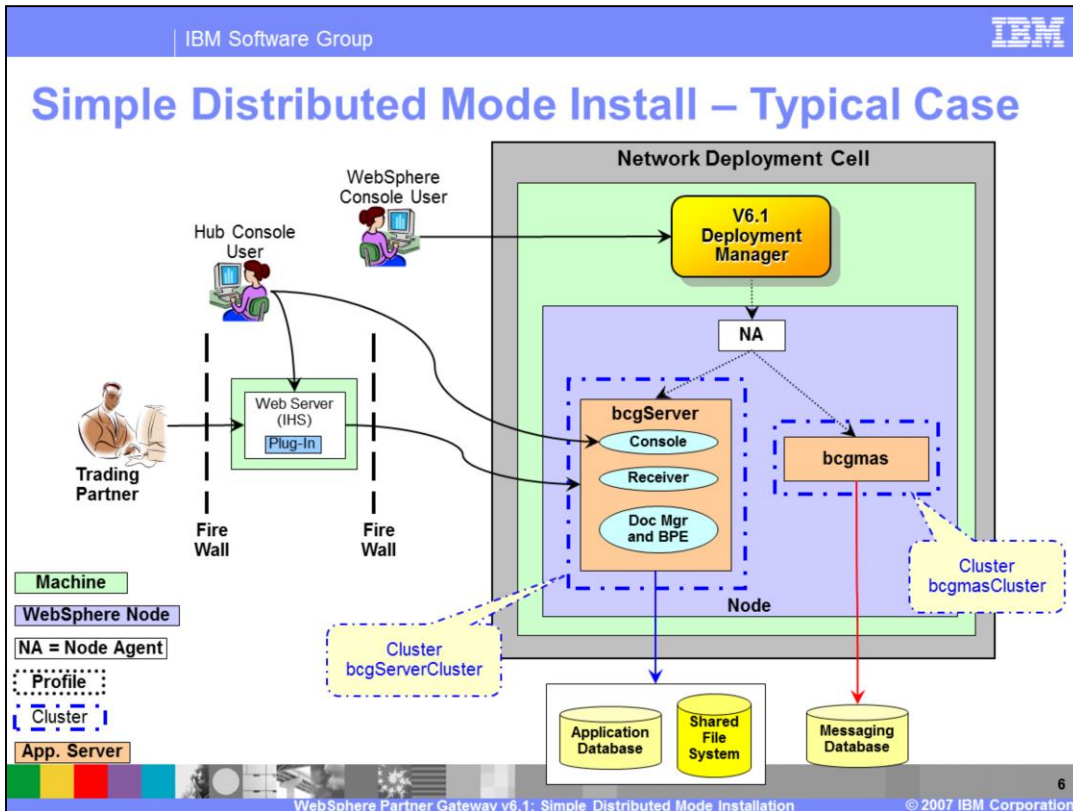 IBM Software Group
IBM
Simple Distributed Mode Install – Typical Case
Network Deployment Cell
WebSphere
Console User
V6.1
Deployment
Manager
Hub Console
User
NA
Web Server
(IHS)
Plug-In
Trading
Partner
Fire
Wall
Fire
Wall
bcgServer
Console
Receiver
Doc Mgr
and BPE
bcgmas
Cluster
bcgmasCluster
Node
Cluster
bcgServerCluster
Machine
WebSphere Node
NA = Node Agent
Profile
Cluster
App. Server
Application
Database
Shared
File
System
Messaging
Database
6
WebSphere Partner Gateway v6.1: Simple Distributed Mode Installation
© 2007 IBM Corporation